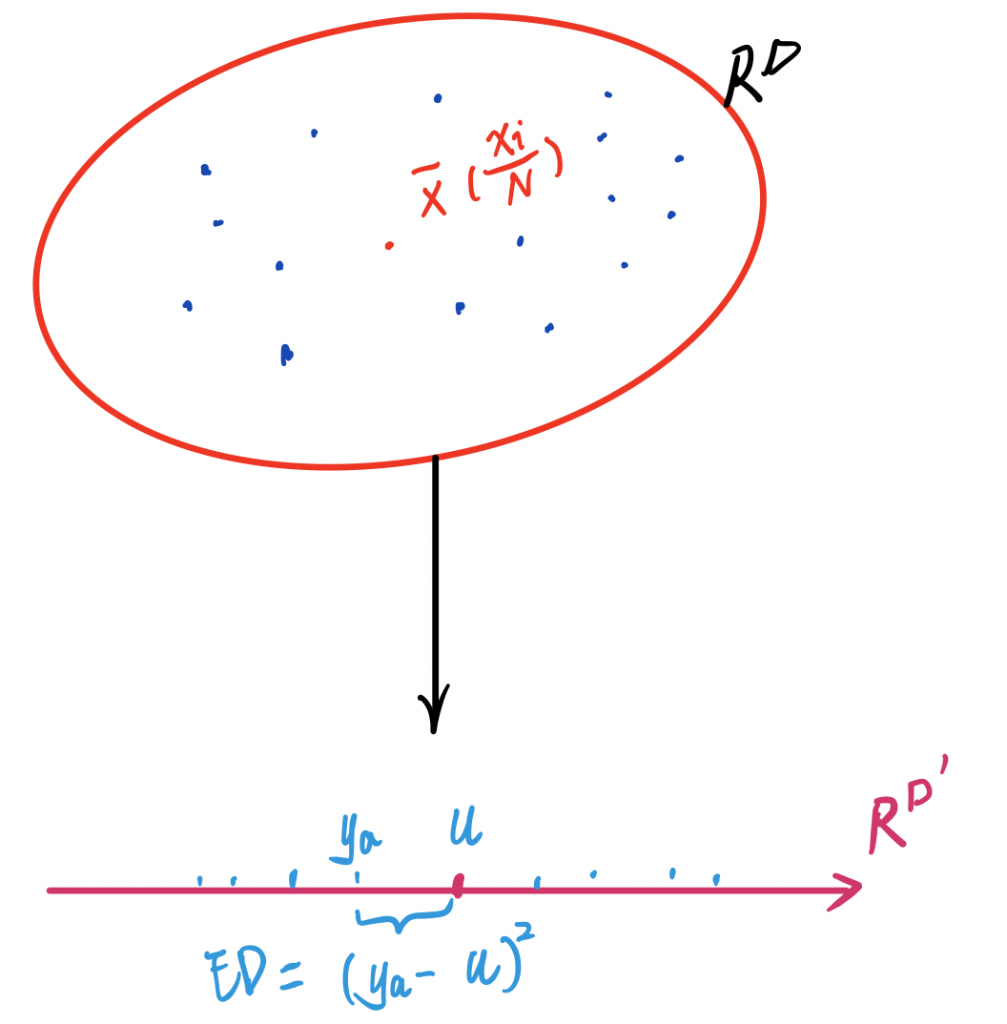 R^D
x̄ (xi/N)
ya u
R^D'
ED = (ya - u)^2